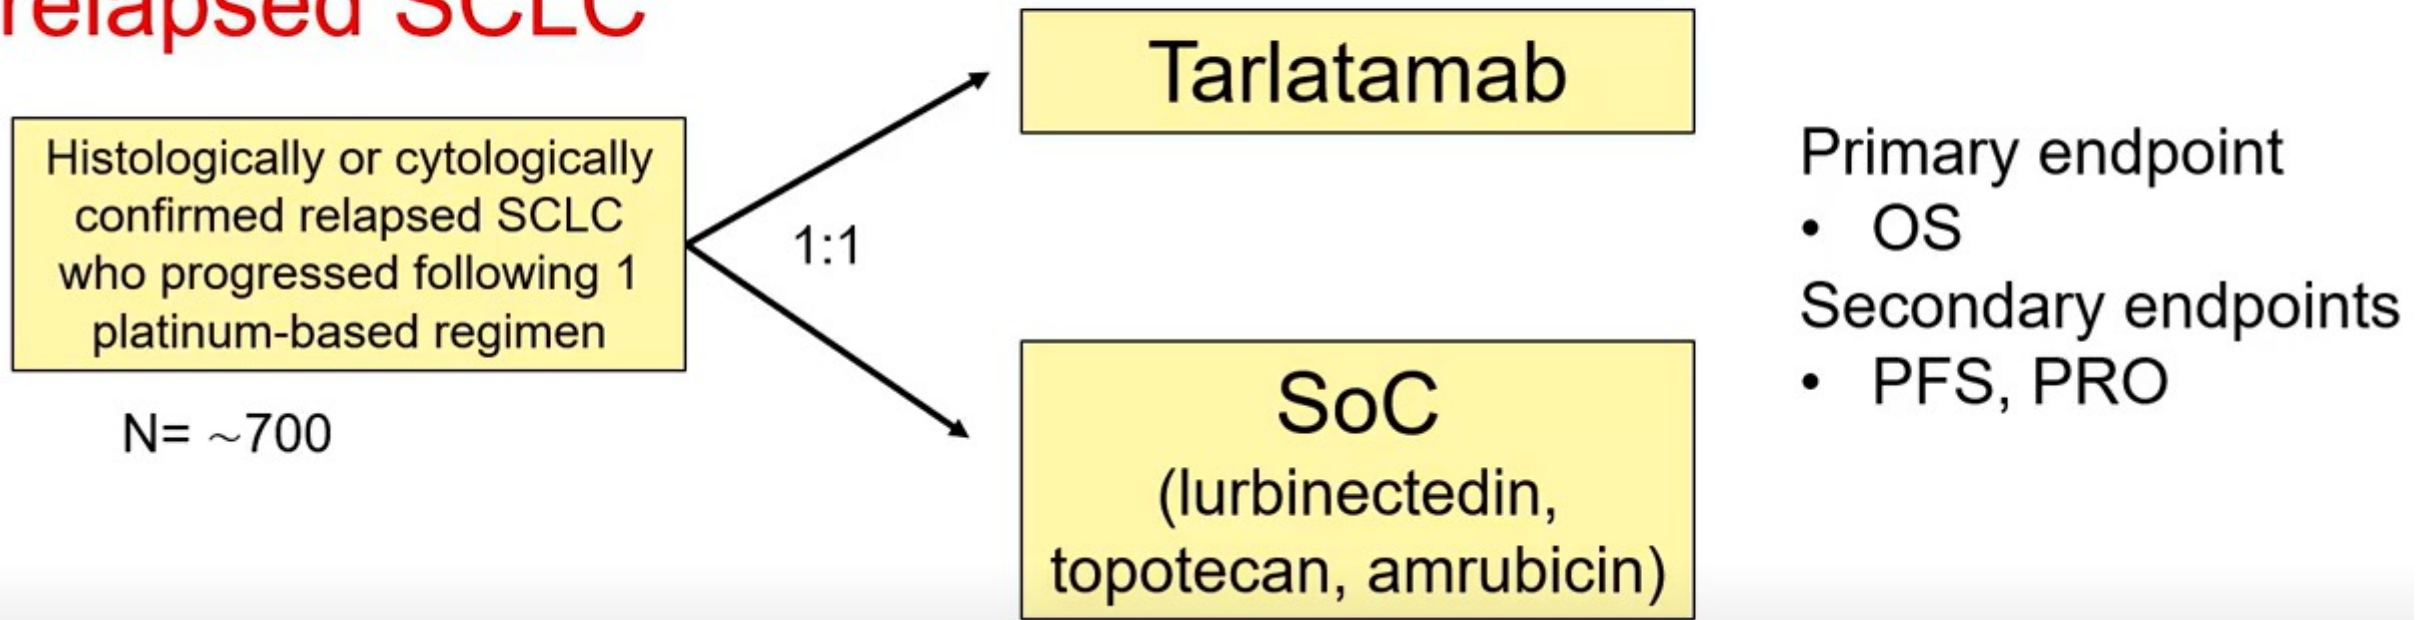 relapsed SCLC
Tarlatamab
Histologically or cytologically
confirmed relapsed SCLC
who progressed following 1
platinum-based regimen
N= ~700
1:1
SoC
(lurbinectedin,
topotecan, amrubicin)
Primary endpoint
• OS
Secondary endpoints
• PFS, PRO